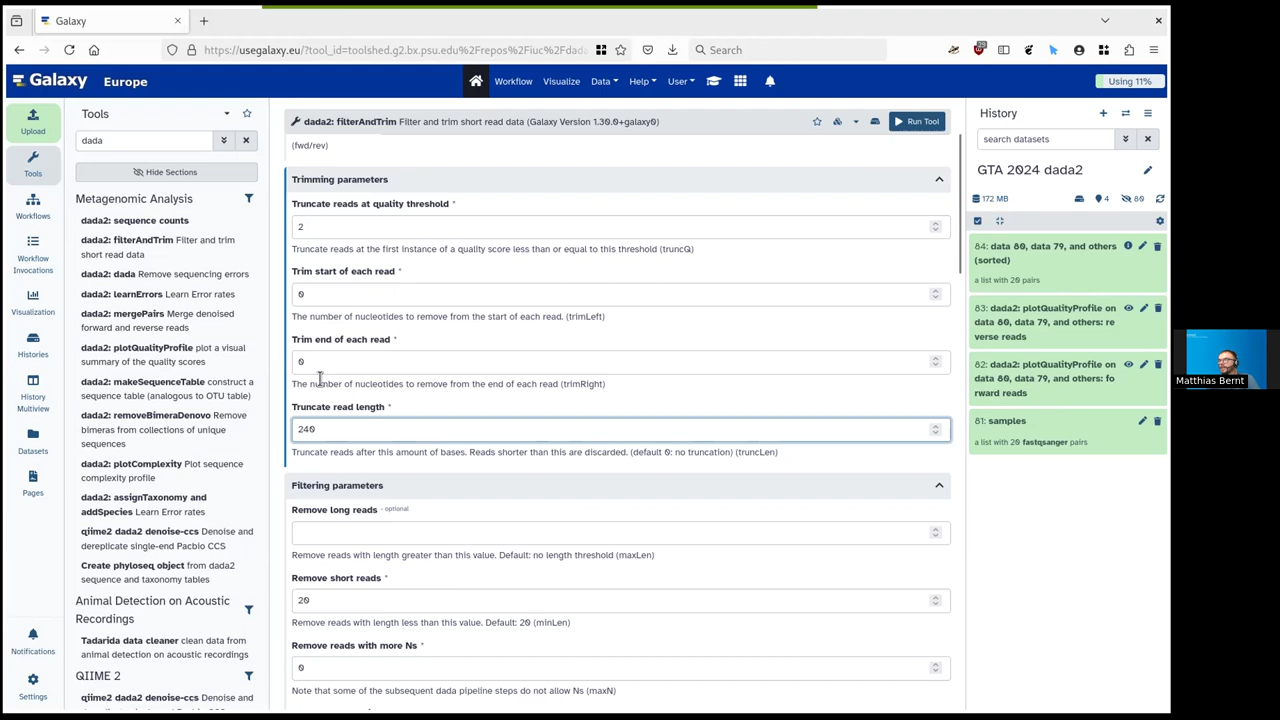 Galaxy
https://usegalaxy.eu/?tool_id=toolshed.g2.bx.psu.edu%2Frepos%2Fiuc%2Fdada
Search
Galaxy Europe
Workflow Visualize Data Help User
Using 11%
Upload
Tools
Workflows
Workflow
Invocations
Visualization
Histories
History
Multiview
Datasets
Pages
Notifications
Settings
Tools
dada
Hide Sections
Metagenomic Analysis
dada2: sequence counts
dada2: filterAndTrim Filter and trim
short read data
dada2: dada Remove sequencing errors
dada2: learnErrors Learn Error rates
dada2: mergePairs Merge denoised
forward and reverse reads
dada2: plotQualityProfile plot a visual
summary of the quality scores
dada2: makeSequenceTable construct a
sequence table (analogous to OTU table)
dada2: removeBimeraDenovo Remove
bimeras from collections of unique
sequences
dada2: plotComplexity Plot sequence
complexity profile
dada2: assignTaxonomy and
addSpecies Learn Error rates
qiime2 dada2 denoise-ccs Denoise and
dereplicate single-end Pacbio CCS
Create phyloseq object from dada2
sequence and taxonomy tables
Animal Detection on Acoustic
Recordings
Tadarida data cleaner clean data from
animal detection on acoustic recordings
QIIME 2
qiime2 dada2 denoise-ccs Denoise and
dada2: filterAndTrim Filter and trim short read data (Galaxy Version 1.30.0+galaxy0)
Run Tool
(fwd/rev)
Trimming parameters
Truncate reads at quality threshold *
2
Truncate reads at the first instance of a quality score less than or equal to this threshold (truncQ)
Trim start of each read *
0
The number of nucleotides to remove from the start of each read. (trimLeft)
Trim end of each read *
0
The number of nucleotides to remove from the end of each read (trimRight)
Truncate read length *
240
Truncate reads after this amount of bases. Reads shorter than this are discarded. (default 0: no truncation) (truncLen)
Filtering parameters
Remove long reads - optional
Remove reads with length greater than this value. Default: no length threshold (maxLen)
Remove short reads *
20
Remove reads with length less than this value. Default: 20 (minLen)
Remove reads with more Ns *
0
Note that some of the subsequent dada pipeline steps do not allow Ns (maxN)
History
search datasets
GTA 2024 dada2
172 MB
4
80
84: data 80, data 79, and others
(sorted)
a list with 20 pairs
83: dada2: plotQualityProfile on
data 80, data 79, and others: re
verse reads
82: dada2: plotQualityProfile on
data 80, data 79, and others: fo
rward reads
81: samples
a list with 20 fastqsanger pairs
Matthias Bernt